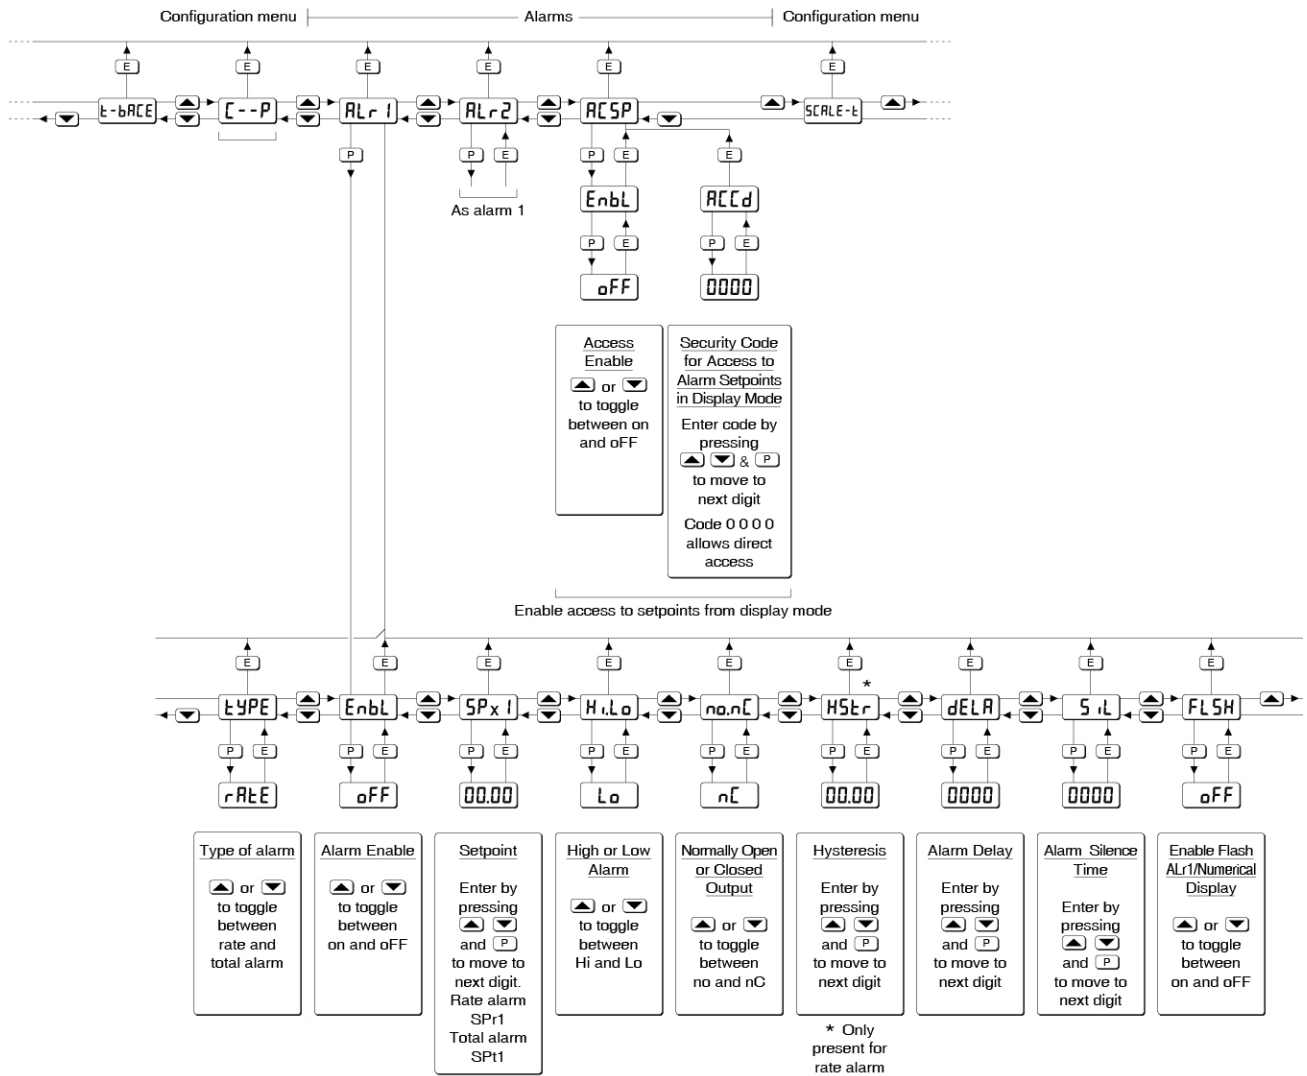 Configuration menu
Alarms
Configuration menu
E E E E E E
t-bASE C--P ALr1 ALr2 ACSP SCALE-t
P P E P E E
As alarm 1
EnbL ACCd
P E P E
oFF 0000
Access
Enable
or
to toggle
between on
and oFF
Security Code
for Access to
Alarm Setpoints
in Display Mode
Enter code by
pressing
& P
to move to
next digit
Code 0 0 0 0
allows direct
access
Enable access to setpoints from display mode
E E E E E E E E E
*
tYPE EnbL SPx1 Hi.Lo no.nC HStr dELA SiL FLSH
P E P E P E P E P E P E P E P E P E
rAtE oFF 00.00 Lo nC 00.00 0000 0000 oFF
Type of alarm
or
to toggle
between
rate and
total alarm
Alarm Enable
or
to toggle
between
on and oFF
Setpoint
Enter by
pressing
and P
to move to
next digit.
Rate alarm
SPr1
Total alarm
SPt1
High or Low
Alarm
or
to toggle
between
Hi and Lo
Normally Open
or Closed
Output
or
to toggle
between
no and nC
Hysteresis
Enter by
pressing
and P
to move to
next digit
* Only
present for
rate alarm
Alarm Delay
Enter by
pressing
and P
to move to
next digit
Alarm Silence
Time
Enter by
pressing
and P
to move to
next digit
Enable Flash
ALr1/Numerical
Display
or
to toggle
between
on and oFF